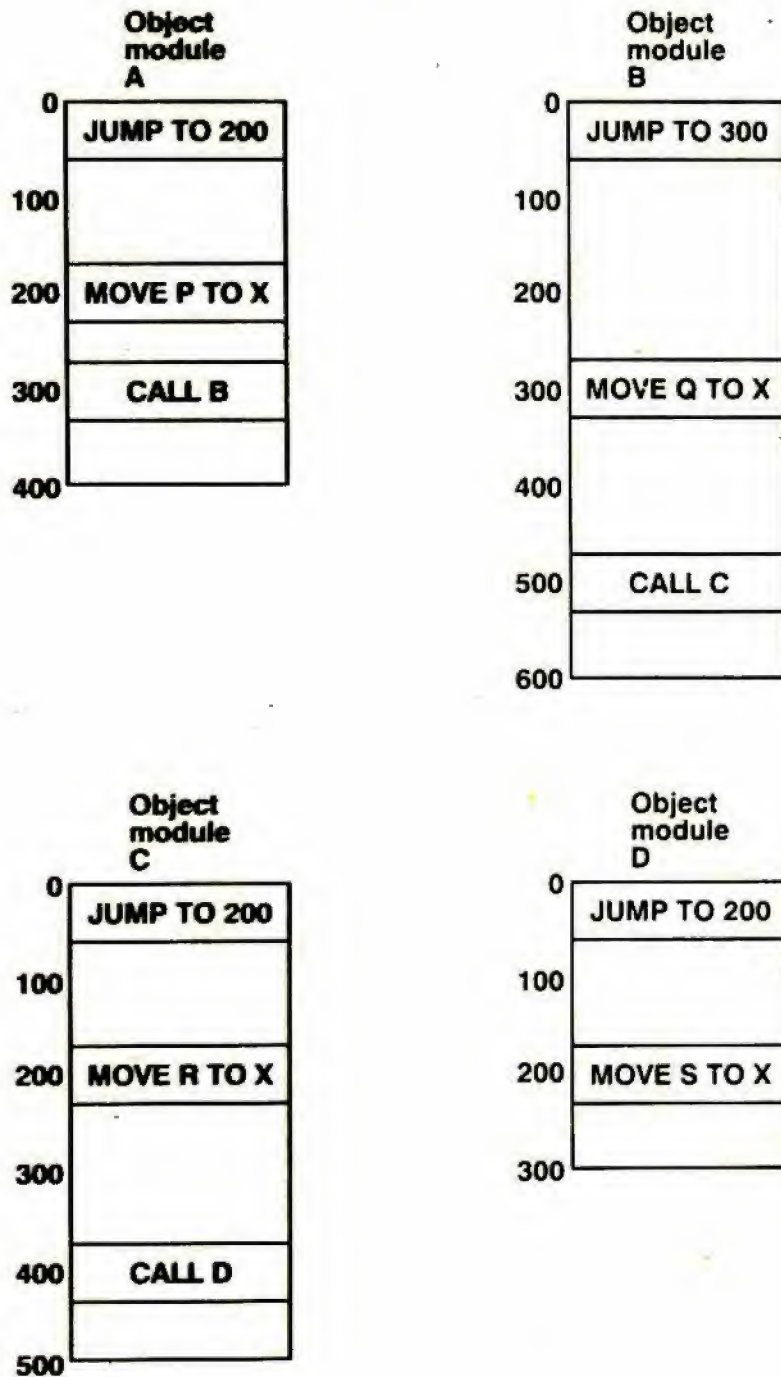 Object
module
A
0
JUMP TO 200
100
200
MOVE P TO X
300
CALL B
400
Object
module
B
0
JUMP TO 300
100
200
300
MOVE Q TO X
400
500
CALL C
600
Object
module
C
0
JUMP TO 200
100
200
MOVE R TO X
300
400
CALL D
500
Object
module
D
0
JUMP TO 200
100
200
MOVE S TO X
300